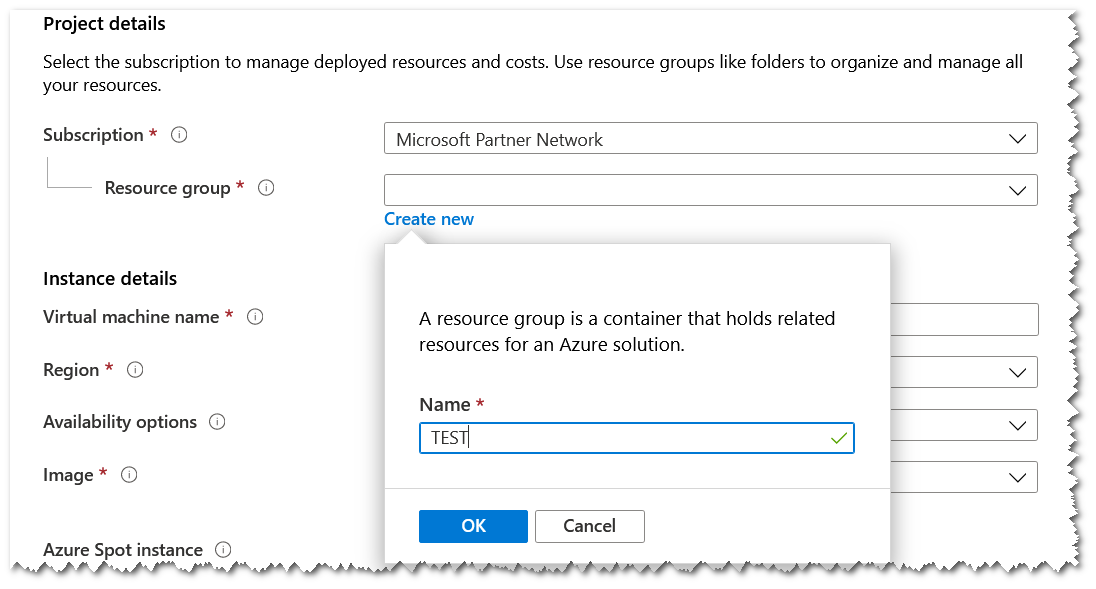 Project details
Select the subscription to manage deployed resources and costs. Use resource groups like folders to organize and manage all
your resources.
Subscription *
Microsoft Partner Network
Resource group *
Create new
A resource group is a container that holds related
resources for an Azure solution.
Name *
TEST
OK
Cancel
Instance details
Virtual machine name *
Region *
Availability options
Image *
Azure Spot instance